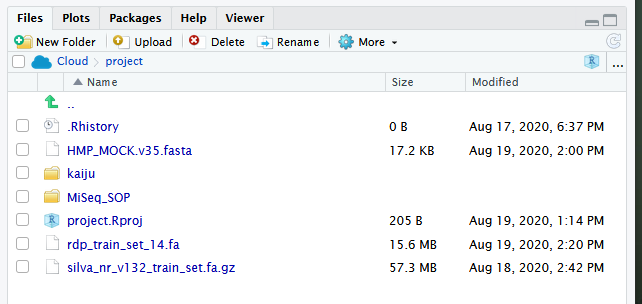 Files Plots Packages Help Viewer
New Folder Upload Delete Rename More
Cloud project R ...
Name Size Modified
..
.Rhistory 0 B Aug 17, 2020, 6:37 PM
HMP_MOCK.v35.fasta 17.2 KB Aug 19, 2020, 2:00 PM
kaiju
MiSeq_SOP
R project.Rproj 205 B Aug 19, 2020, 1:14 PM
rdp_train_set_14.fa 15.6 MB Aug 19, 2020, 2:20 PM
silva_nr_v132_train_set.fa.gz 57.3 MB Aug 18, 2020, 2:42 PM